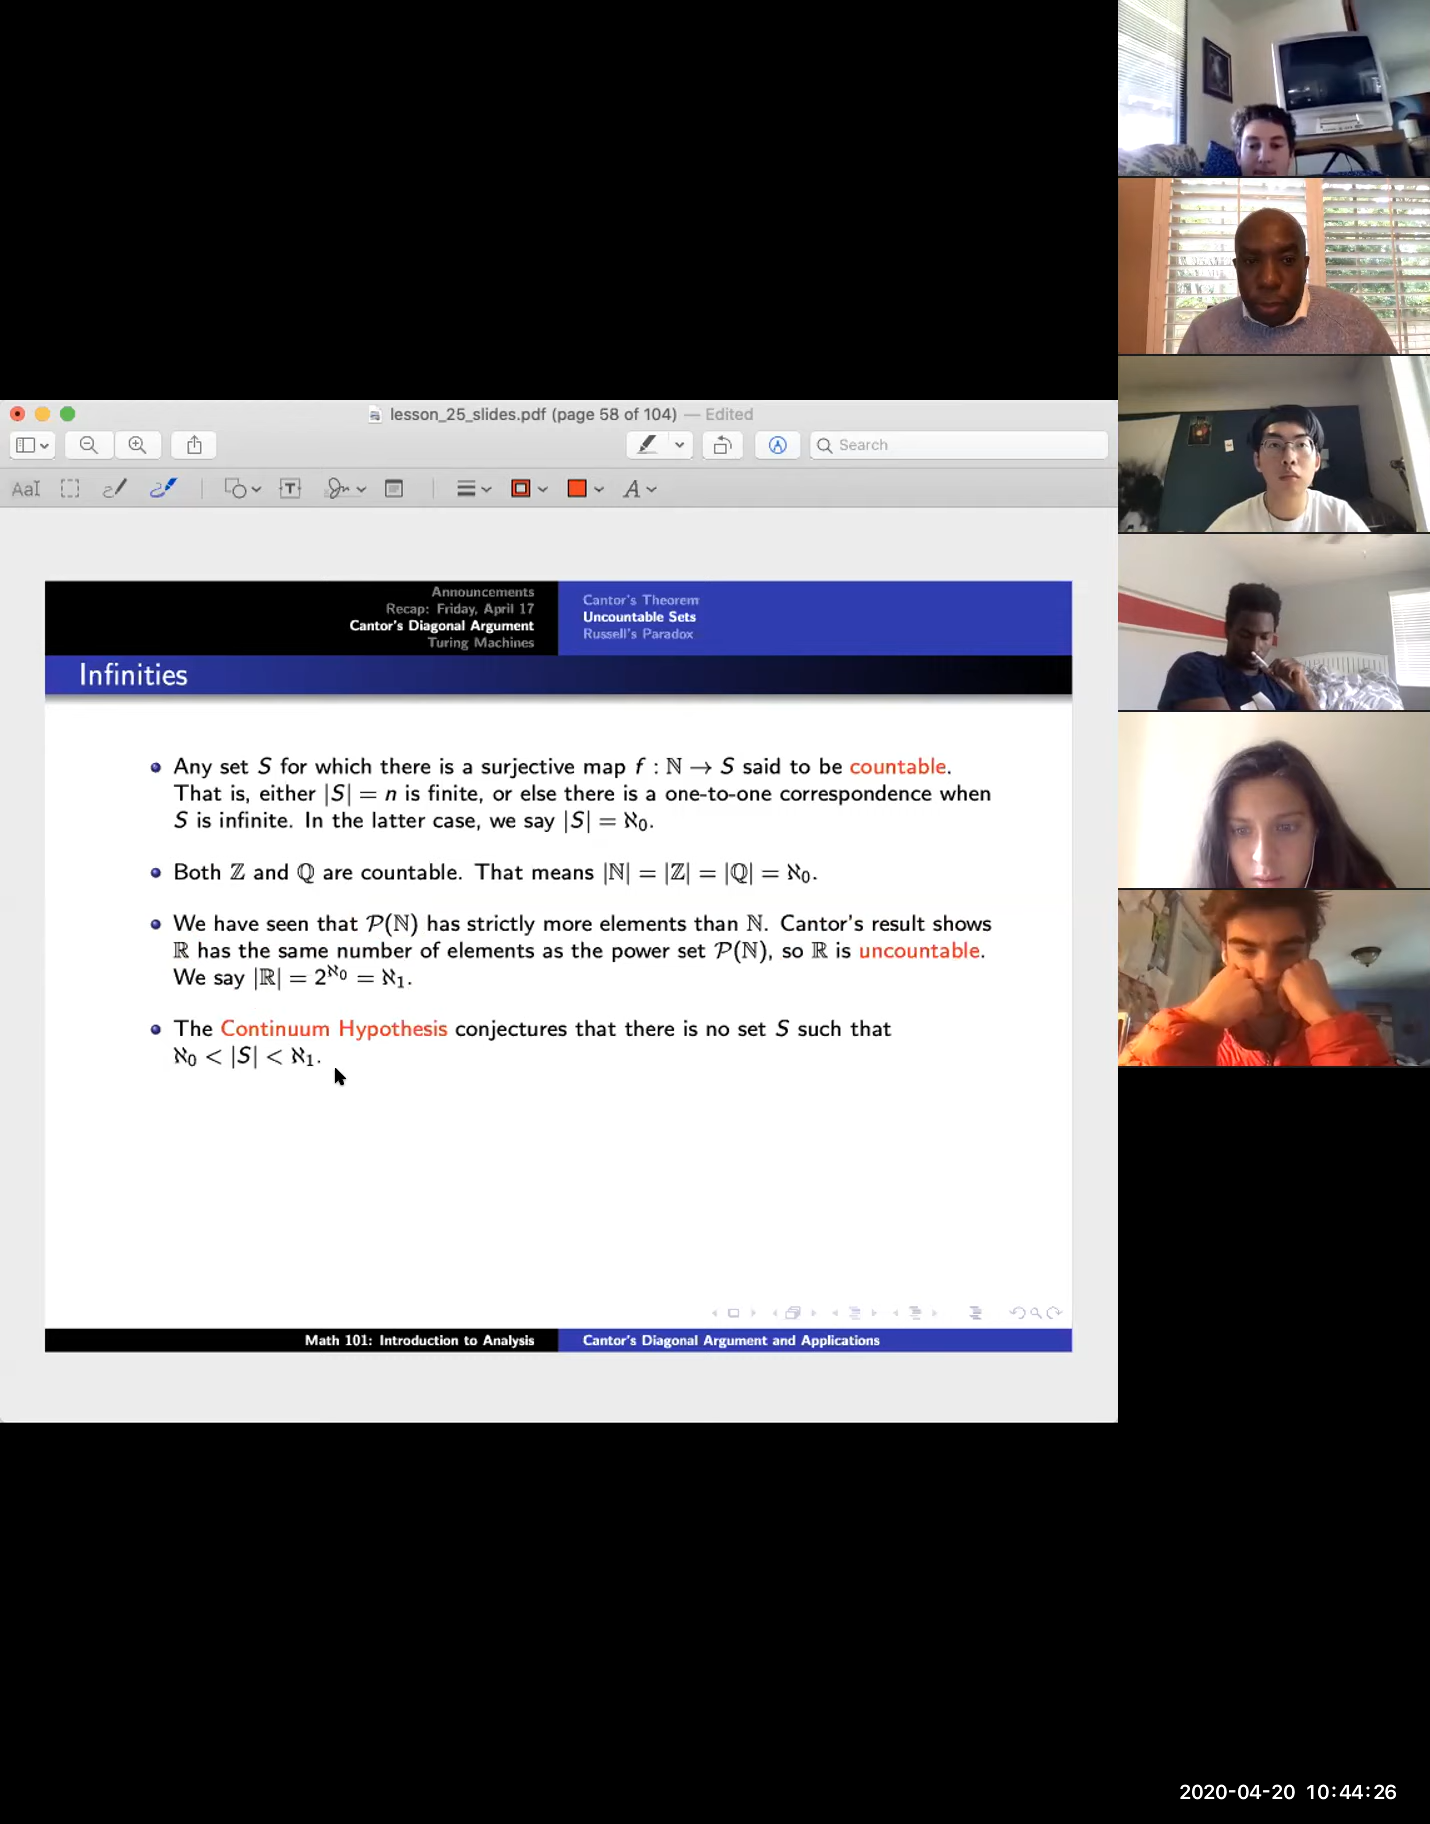 lesson_25_slides.pdf (page 58 of 104) — Edited
Search
AaI
T
A
Announcements
Recap: Friday, April 17
Cantor's Diagonal Argument
Turing Machines
Cantor's Theorem
Uncountable Sets
Russell's Paradox
Infinities
Any set S for which there is a surjective map f : ℕ → S said to be countable.
That is, either |S| = n is finite, or else there is a one-to-one correspondence when
S is infinite. In the latter case, we say |S| = ℵ₀.
Both ℤ and ℚ are countable. That means |ℕ| = |ℤ| = |ℚ| = ℵ₀.
We have seen that 𝒫(ℕ) has strictly more elements than ℕ. Cantor's result shows
ℝ has the same number of elements as the power set 𝒫(ℕ), so ℝ is uncountable.
We say |ℝ| = 2^ℵ₀ = ℵ₁.
The Continuum Hypothesis conjectures that there is no set S such that
ℵ₀ < |S| < ℵ₁.
Math 101: Introduction to Analysis
Cantor's Diagonal Argument and Applications
2020-04-20 10:44:26